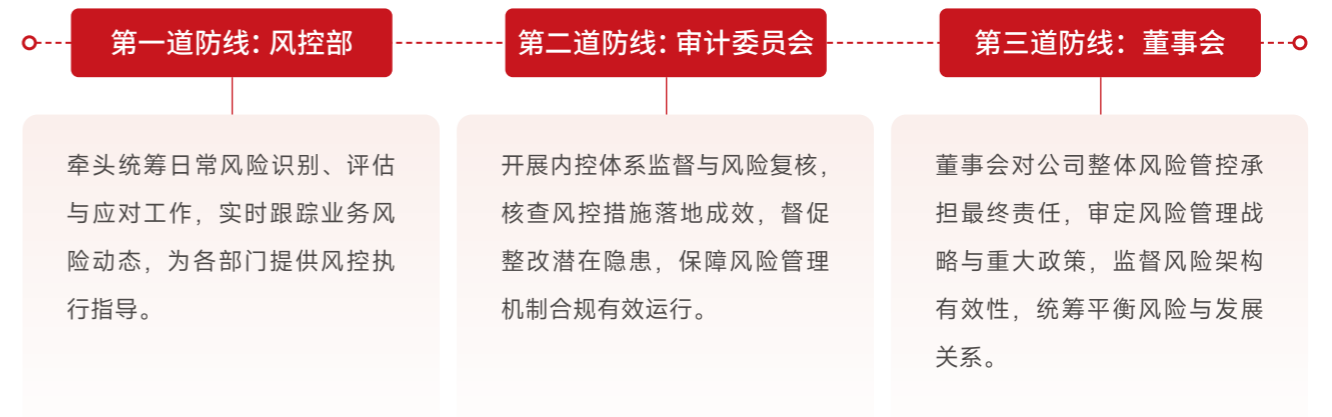 第一道防线：风控部
牵头统筹日常风险识别、评估
与应对工作，实时跟踪业务风
险动态，为各部门提供风控执
行指导。
第二道防线：审计委员会
开展内控体系监督与风险复核，
核查风控措施落地成效，督促
整改潜在隐患，保障风险管理
机制合规有效运行。
第三道防线：董事会
董事会对公司整体风险管控承
担最终责任，审定风险管理战
略与重大政策，监督风险架构
有效性，统筹平衡风险与发展
关系。